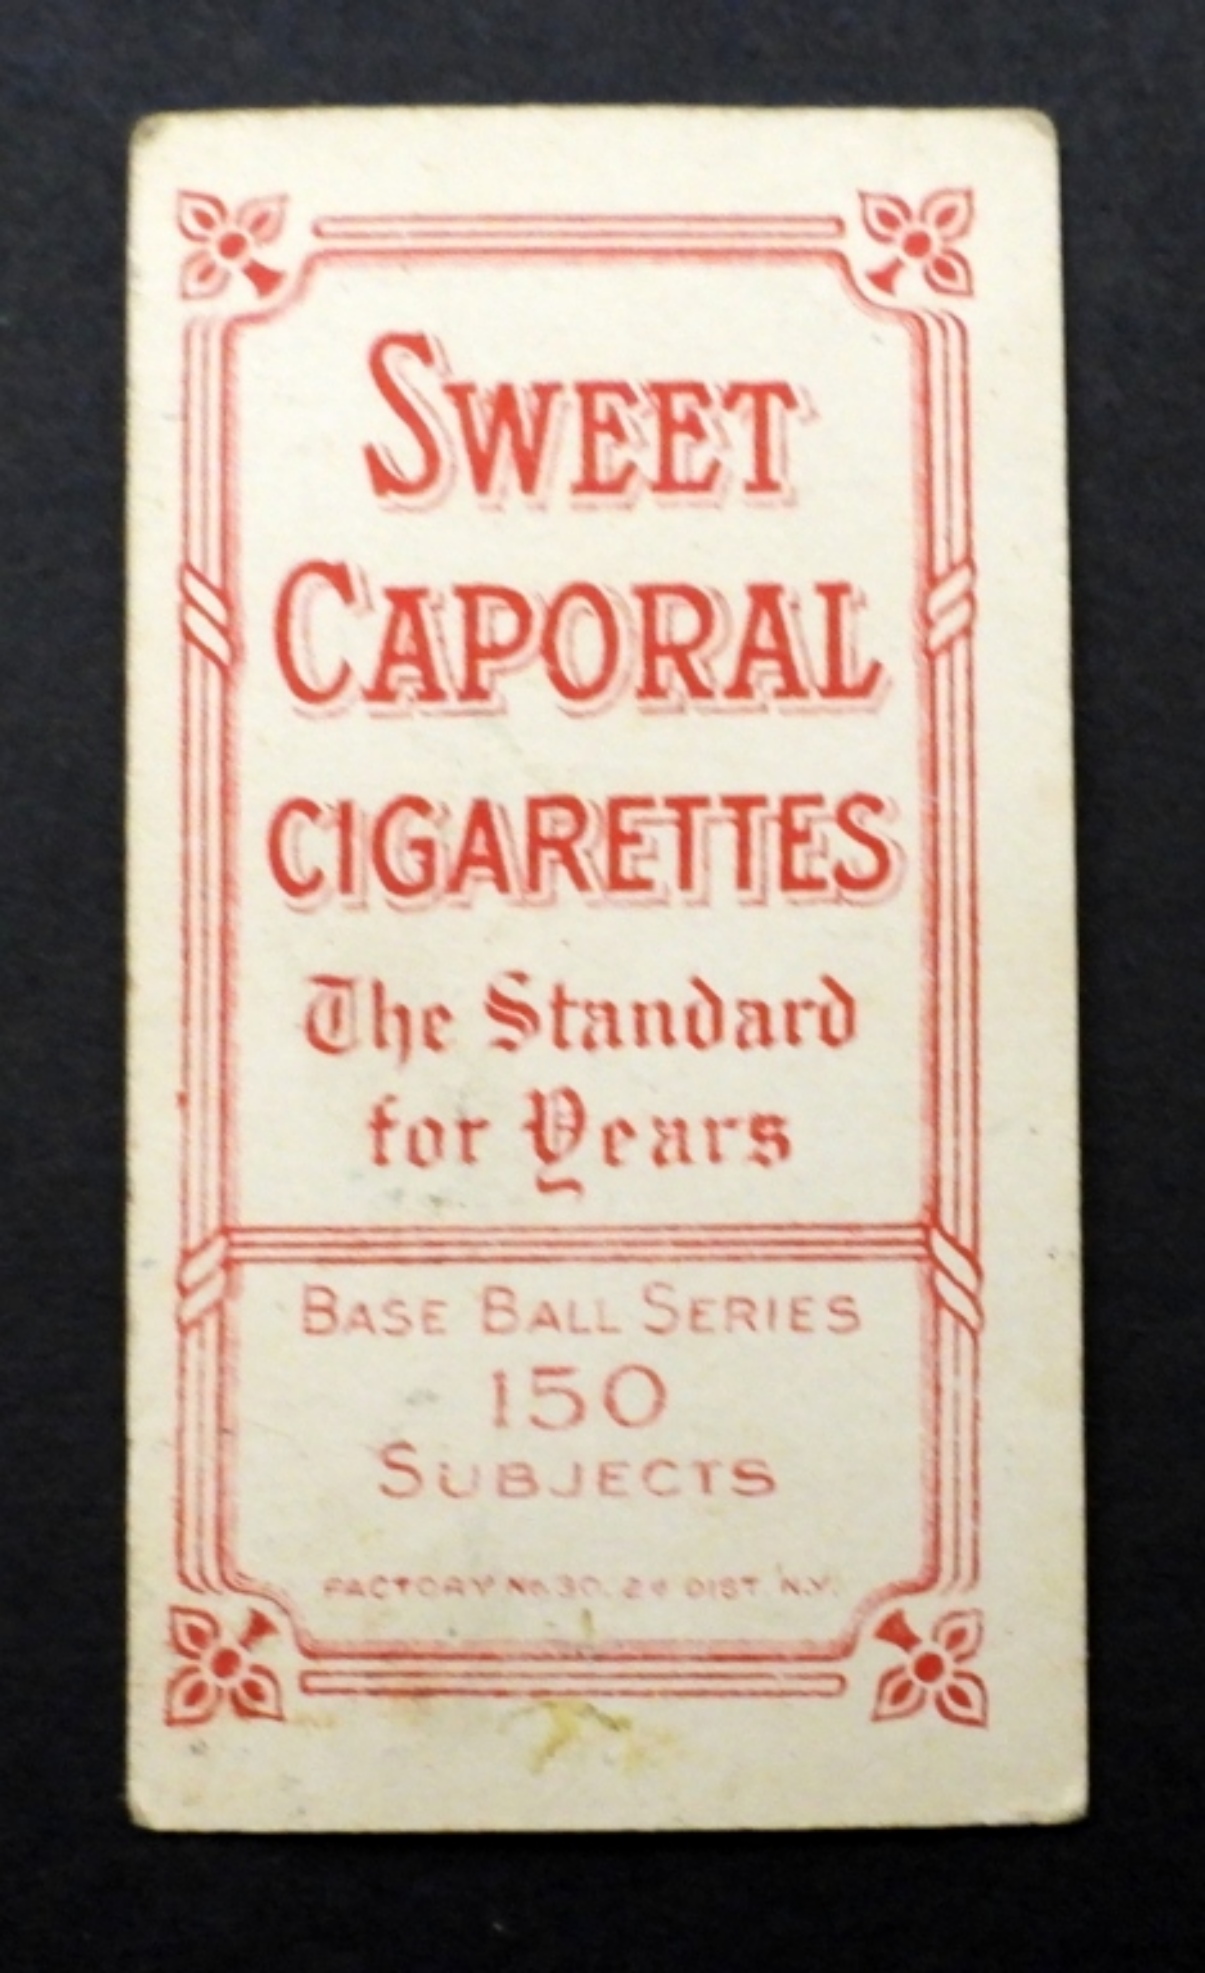 SWEET
CAPORAL
CIGARETTES
The Standard
for Years
BASE BALL SERIES
150
SUBJECTS
FACTORY No. 30. 2d DIST. N.Y.